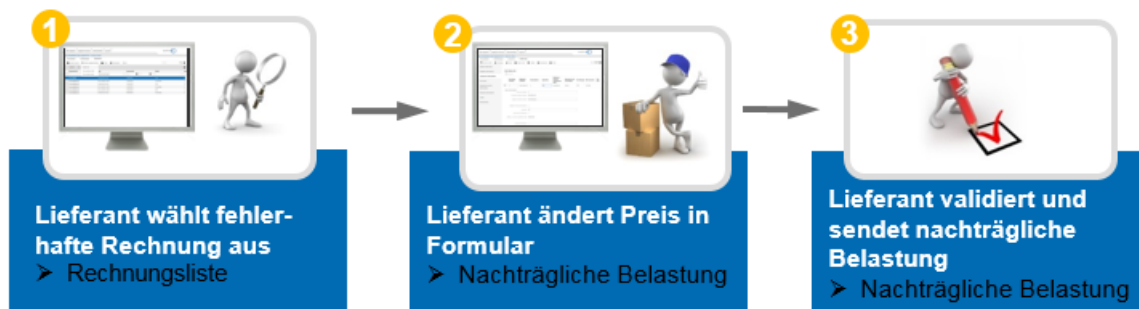 1
Lieferant wählt fehler-
hafte Rechnung aus
➢ Rechnungsliste
2
Lieferant ändert Preis in
Formular
➢ Nachträgliche Belastung
3
Lieferant validiert und
sendet nachträgliche
Belastung
➢ Nachträgliche Belastung